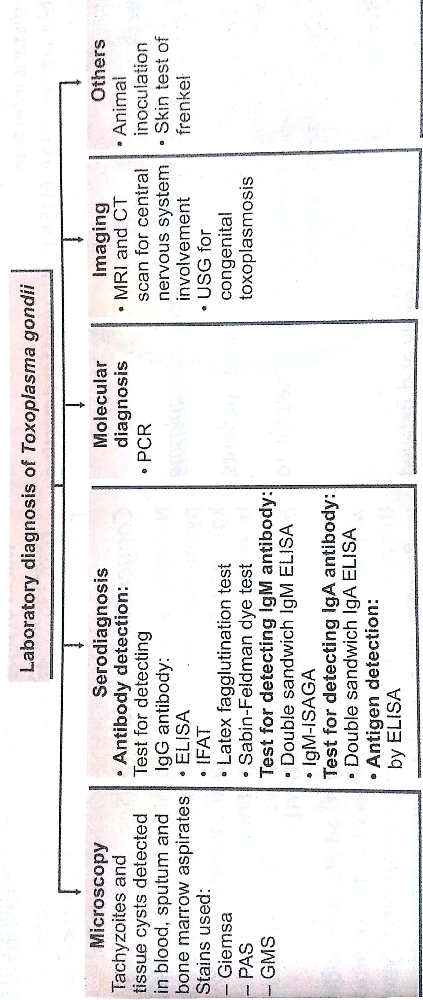 Laboratory diagnosis of Toxoplasma gondii
Microscopy
Tachyzoites and
tissue cysts detected
in blood, sputum and
bone marrow aspirates
Stains used:
– Giemsa
– PAS
– GMS
Serodiagnosis
• Antibody detection:
Test for detecting
IgG antibody:
• ELISA
• IFAT
• Latex fagglutination test
• Sabin-Feldman dye test
Test for detecting IgM antibody:
• Double sandwich IgM ELISA
• IgM-ISAGA
Test for detecting IgA antibody:
• Double sandwich IgA ELISA
• Antigen detection:
by ELISA
Molecular
diagnosis
• PCR
Imaging
• MRI and CT
scan for central
nervous system
involvement
• USG for
congenital
toxoplasmosis
Others
• Animal
inoculation
• Skin test of
frenkel